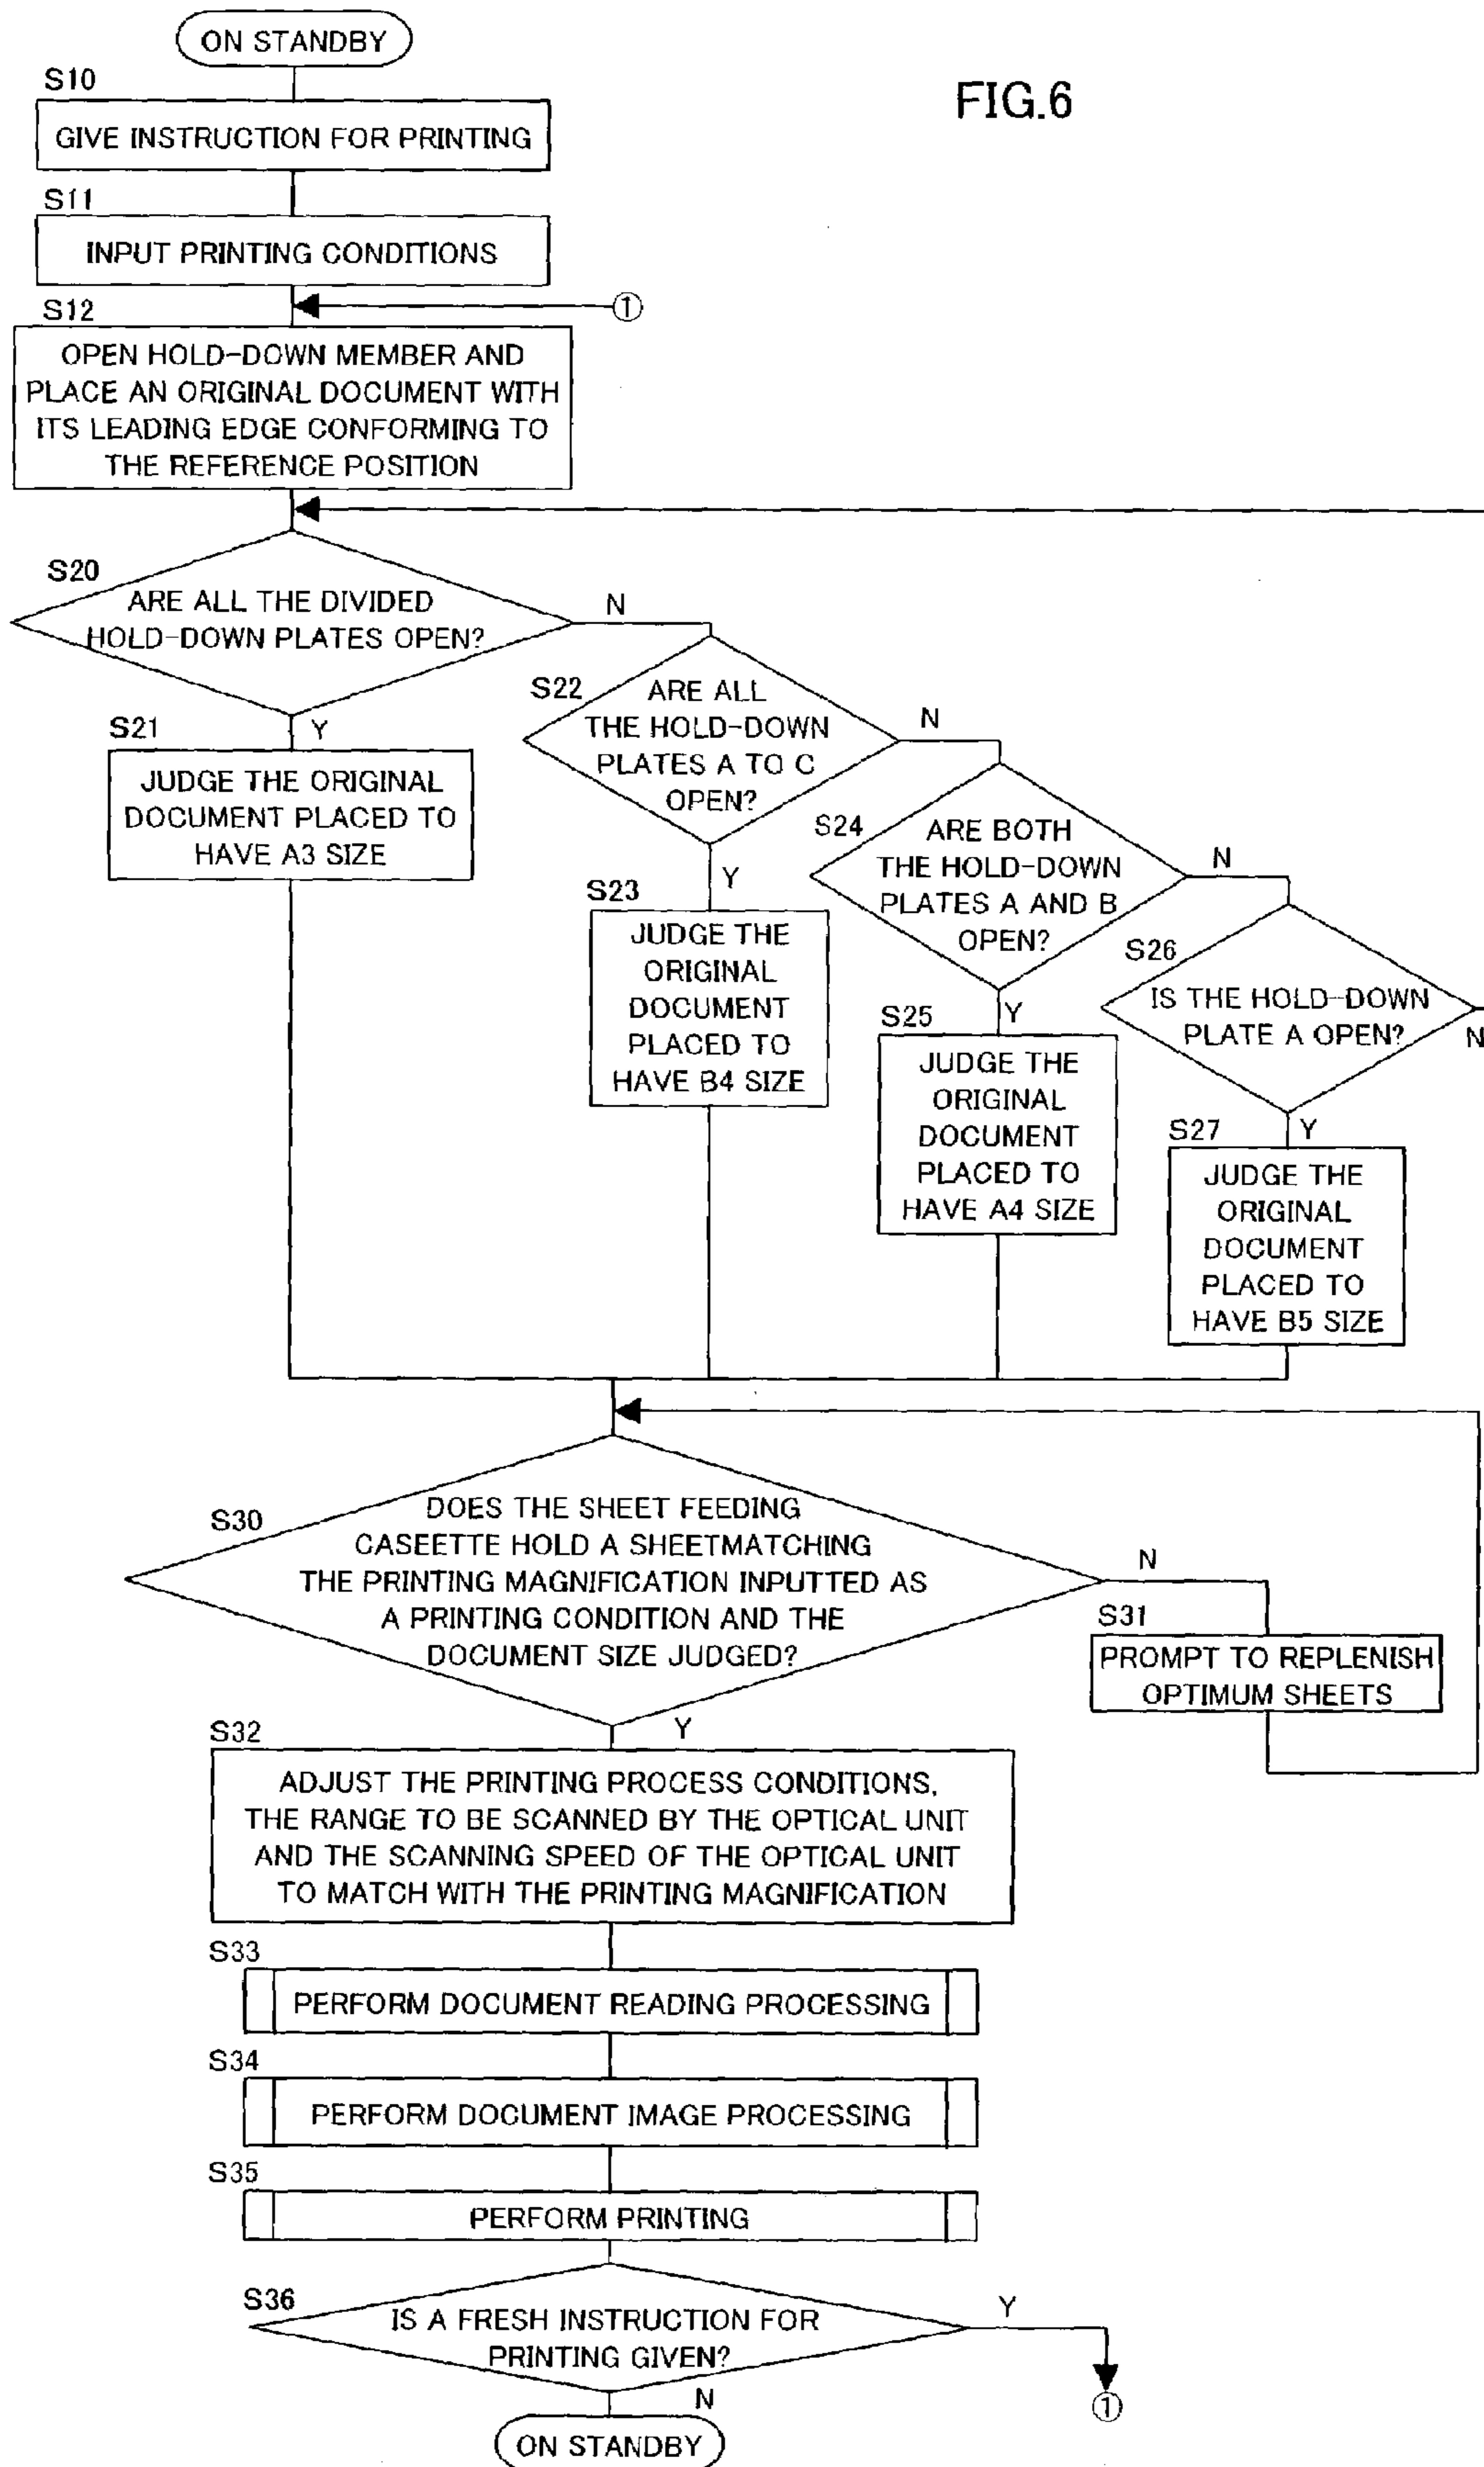 ON STANDBY
FIG.6
S10
GIVE INSTRUCTION FOR PRINTING
S11
INPUT PRINTING CONDITIONS
①
S12
OPEN HOLD-DOWN MEMBER AND
PLACE AN ORIGINAL DOCUMENT WITH
ITS LEADING EDGE CONFORMING TO
THE REFERENCE POSITION
S20
ARE ALL THE DIVIDED
HOLD-DOWN PLATES OPEN?
N
Y
S21
JUDGE THE ORIGINAL
DOCUMENT PLACED TO
HAVE A3 SIZE
S22
ARE ALL
THE HOLD-DOWN
PLATES A TO C
OPEN?
N
Y
S23
JUDGE THE
ORIGINAL
DOCUMENT
PLACED TO
HAVE B4 SIZE
S24
ARE BOTH
THE HOLD-DOWN
PLATES A AND B
OPEN?
N
Y
S25
JUDGE THE
ORIGINAL
DOCUMENT
PLACED TO
HAVE A4 SIZE
S26
IS THE HOLD-DOWN
PLATE A OPEN?
N
Y
S27
JUDGE THE
ORIGINAL
DOCUMENT
PLACED TO
HAVE B5 SIZE
S30
DOES THE SHEET FEEDING
CASEETTE HOLD A SHEETMATCHING
THE PRINTING MAGNIFICATION INPUTTED AS
A PRINTING CONDITION AND THE
DOCUMENT SIZE JUDGED?
N
S31
PROMPT TO REPLENISH
OPTIMUM SHEETS
Y
S32
ADJUST THE PRINTING PROCESS CONDITIONS,
THE RANGE TO BE SCANNED BY THE OPTICAL UNIT
AND THE SCANNING SPEED OF THE OPTICAL UNIT
TO MATCH WITH THE PRINTING MAGNIFICATION
S33
PERFORM DOCUMENT READING PROCESSING
S34
PERFORM DOCUMENT IMAGE PROCESSING
S35
PERFORM PRINTING
S36
IS A FRESH INSTRUCTION FOR
PRINTING GIVEN?
Y
①
N
ON STANDBY